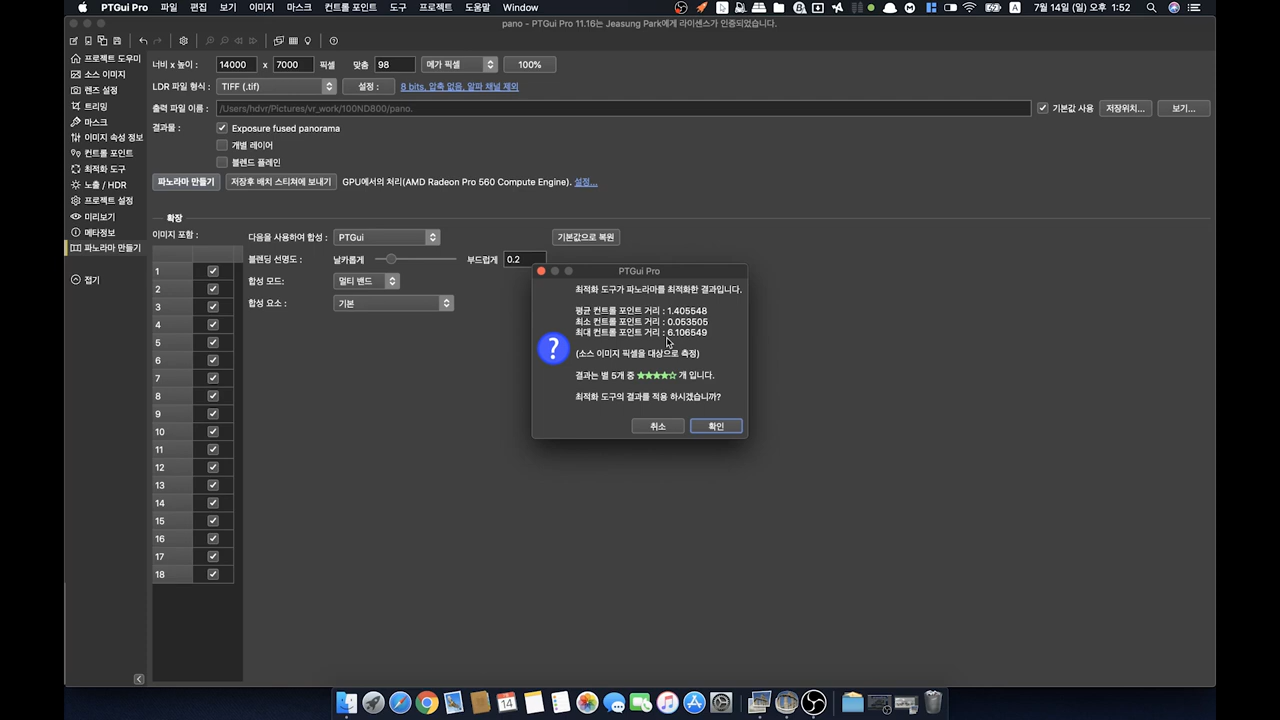 PTGui Pro 파일 편집 보기 이미지 마스크 컨트롤 포인트 도구 프로젝트 도움말 Window 7월 14일 (일) 오후 1:52
pano - PTGui Pro 11.16는 Jeasung Park에게 라이센스가 인증되었습니다.
프로젝트 도우미
소스 이미지
렌즈 설정
트리밍
마스크
이미지 속성 정보
컨트롤 포인트
최적화 도구
노출 / HDR
프로젝트 설정
미리보기
메타정보
파노라마 만들기
접기
너비 x 높이 : 14000 x 7000 픽셀 맞춤 98 메가 픽셀 100%
LDR 파일 형식 : TIFF (.tif) 설정 : 8 bits, 압축 없음, 알파 채널 제외
출력 파일 이름 : /Users/hdvr/Pictures/vr_work/100ND800/pano. 기본값 사용 저장위치... 보기...
결과물 : Exposure fused panorama
개별 레이어
블렌드 플레인
파노라마 만들기 저장후 배치 스티쳐에 보내기 GPU에서의 처리(AMD Radeon Pro 560 Compute Engine). 설정...
확장
이미지 포함 :
다음을 사용하여 합성 : PTGui 기본값으로 복원
블렌딩 선명도 : 날카롭게 부드럽게 0.2
합성 모드: 멀티 밴드
합성 요소 : 기본
1
2
3
4
5
6
7
8
9
10
11
12
13
14
15
16
17
18
PTGui Pro
최적화 도구가 파노라마를 최적화한 결과입니다.
평균 컨트롤 포인트 거리 : 1.405548
최소 컨트롤 포인트 거리 : 0.053505
최대 컨트롤 포인트 거리 : 6.106549
(소스 이미지 픽셀을 대상으로 측정)
결과는 별 5개 중 ★★★★☆ 개 입니다.
최적화 도구의 결과를 적용 하시겠습니까?
취소 확인